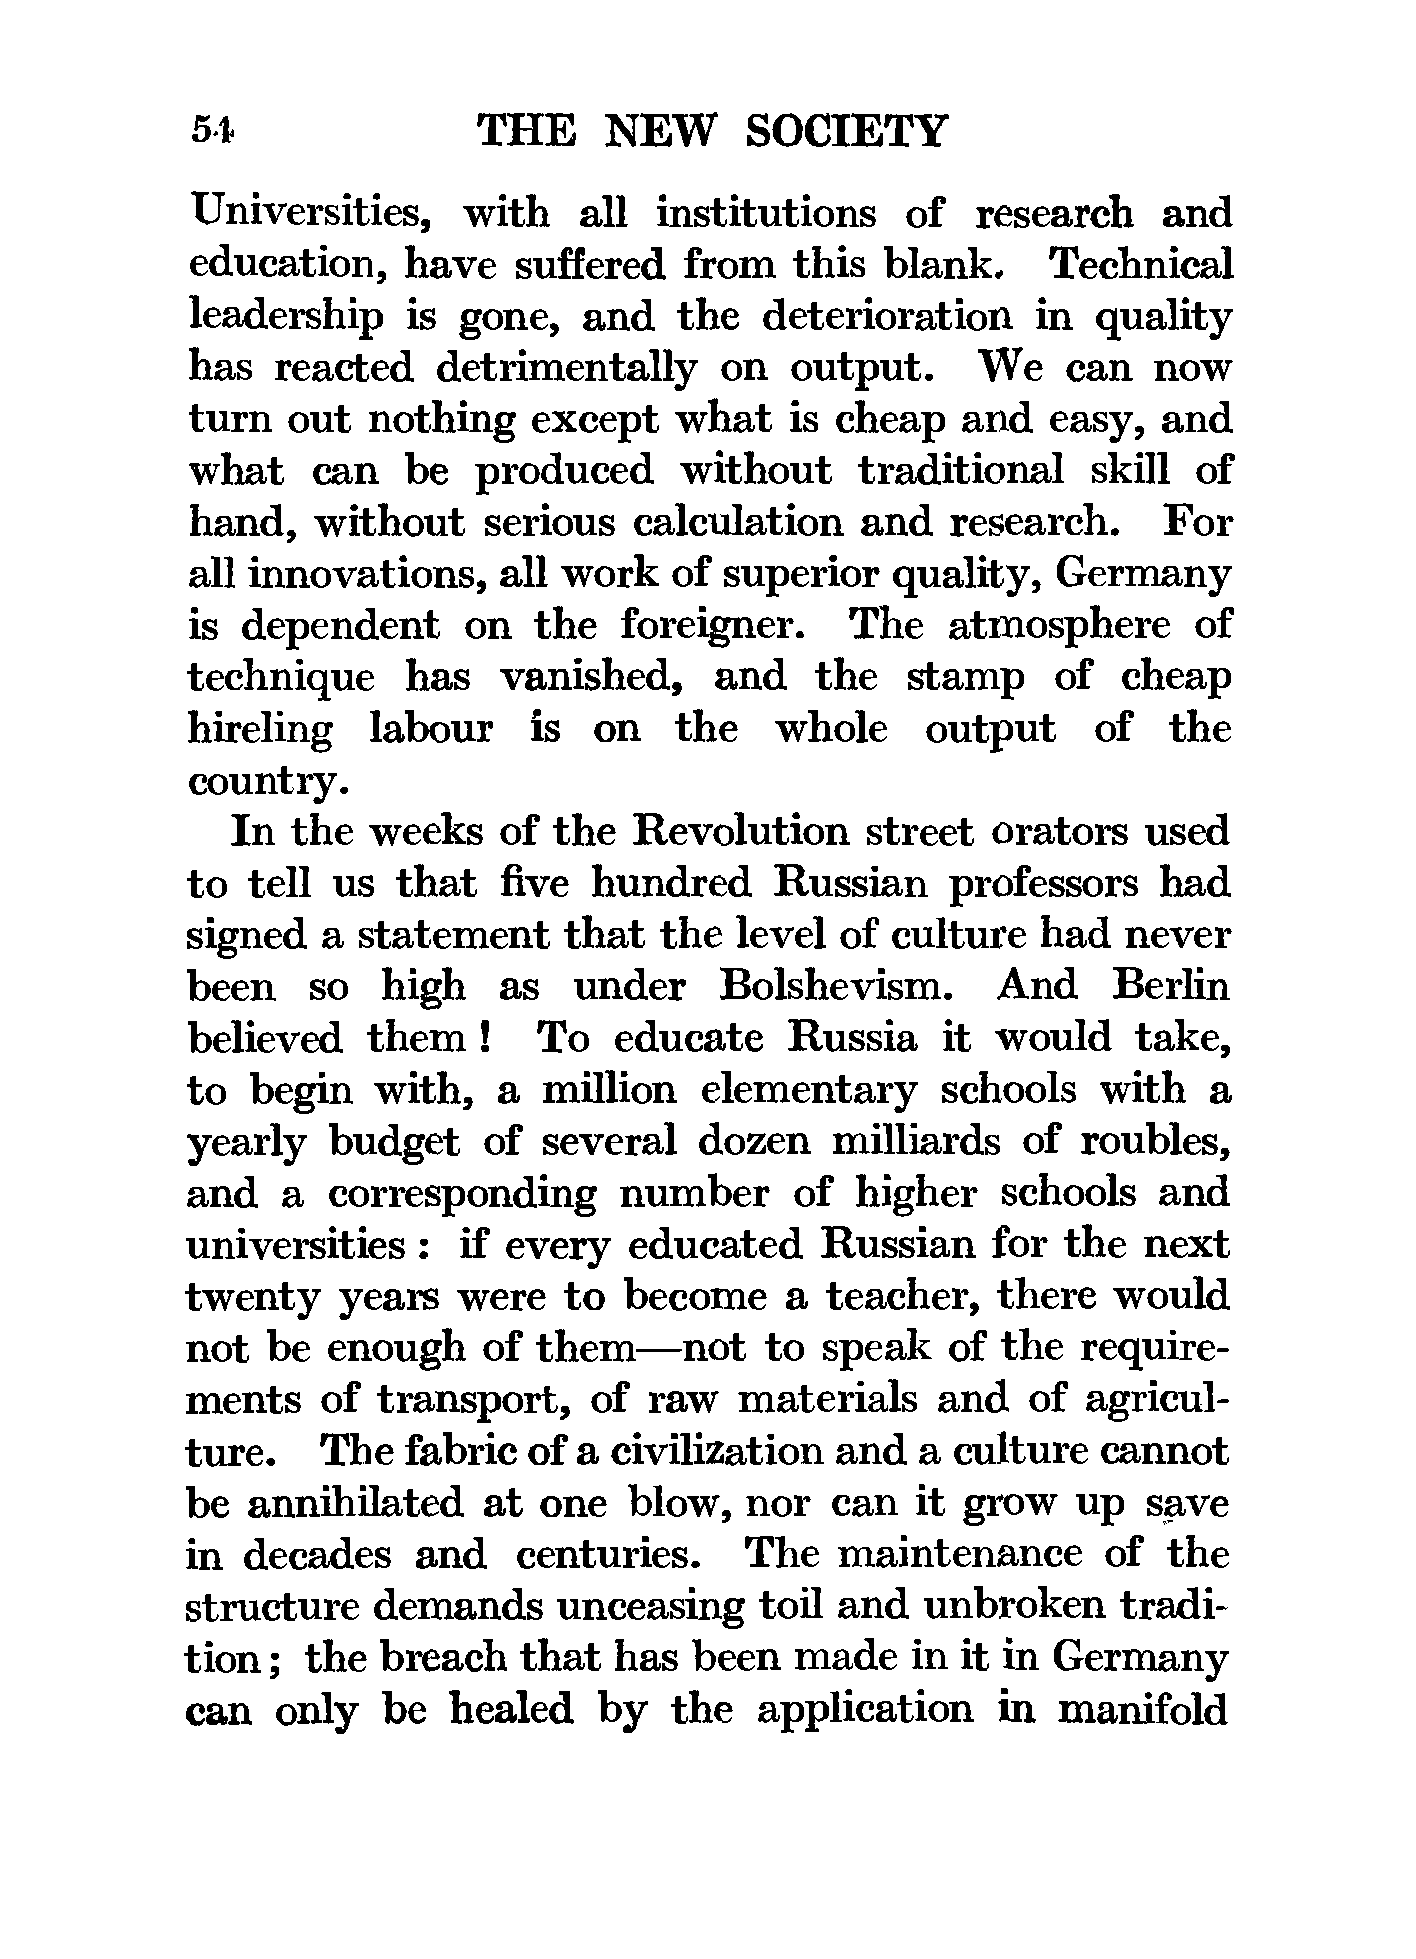 54 THE NEW SOCIETY
Universities, with all institutions of research and
education, have suffered from this blank. Technical
leadership is gone, and the deterioration in quality
has reacted detrimentally on output. We can now
turn out nothing except what is cheap and easy, and
what can be produced without traditional skill of
hand, without serious calculation and research. For
all innovations, all work of superior quality, Germany
is dependent on the foreigner. The atmosphere of
technique has vanished, and the stamp of cheap
hireling labour is on the whole output of the
country.
In the weeks of the Revolution street orators used
to tell us that five hundred Russian professors had
signed a statement that the level of culture had never
been so high as under Bolshevism. And Berlin
believed them! To educate Russia it would take,
to begin with, a million elementary schools with a
yearly budget of several dozen milliards of roubles,
and a corresponding number of higher schools and
universities: if every educated Russian for the next
twenty years were to become a teacher, there would
not be enough of them—not to speak of the require-
ments of transport, of raw materials and of agricul-
ture. The fabric of a civilization and a culture cannot
be annihilated at one blow, nor can it grow up save
in decades and centuries. The maintenance of the
structure demands unceasing toil and unbroken tradi-
tion; the breach that has been made in it in Germany
can only be healed by the application in manifold